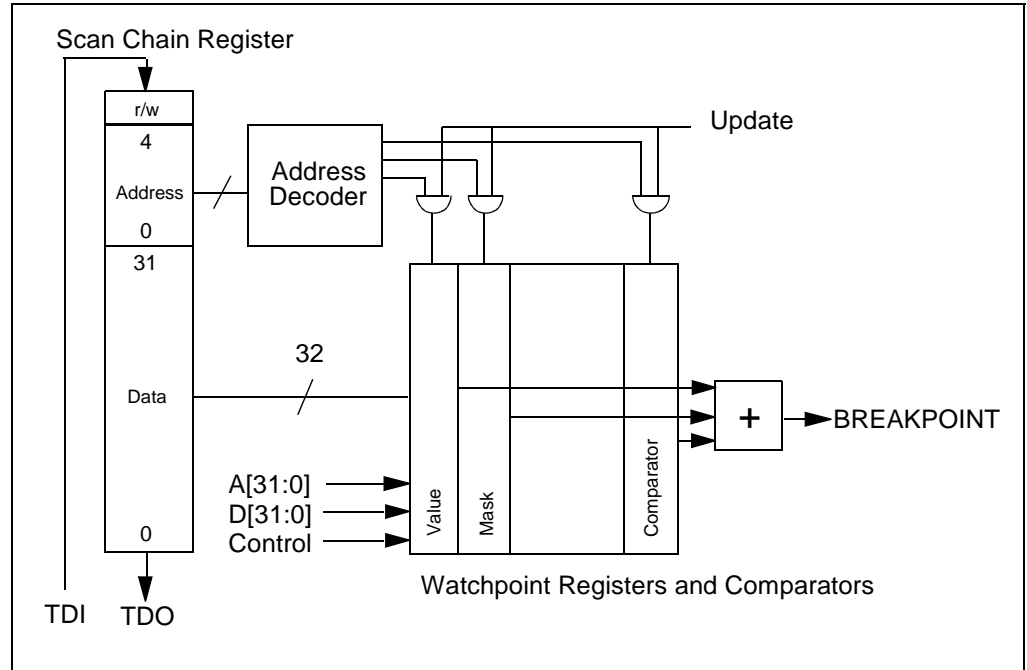 Scan Chain Register
r/w
4
Address
0
31
Data
0
TDI
TDO
Address
Decoder
Update
32
A[31:0]
D[31:0]
Control
Value
Mask
Comparator
+
BREAKPOINT
Watchpoint Registers and Comparators